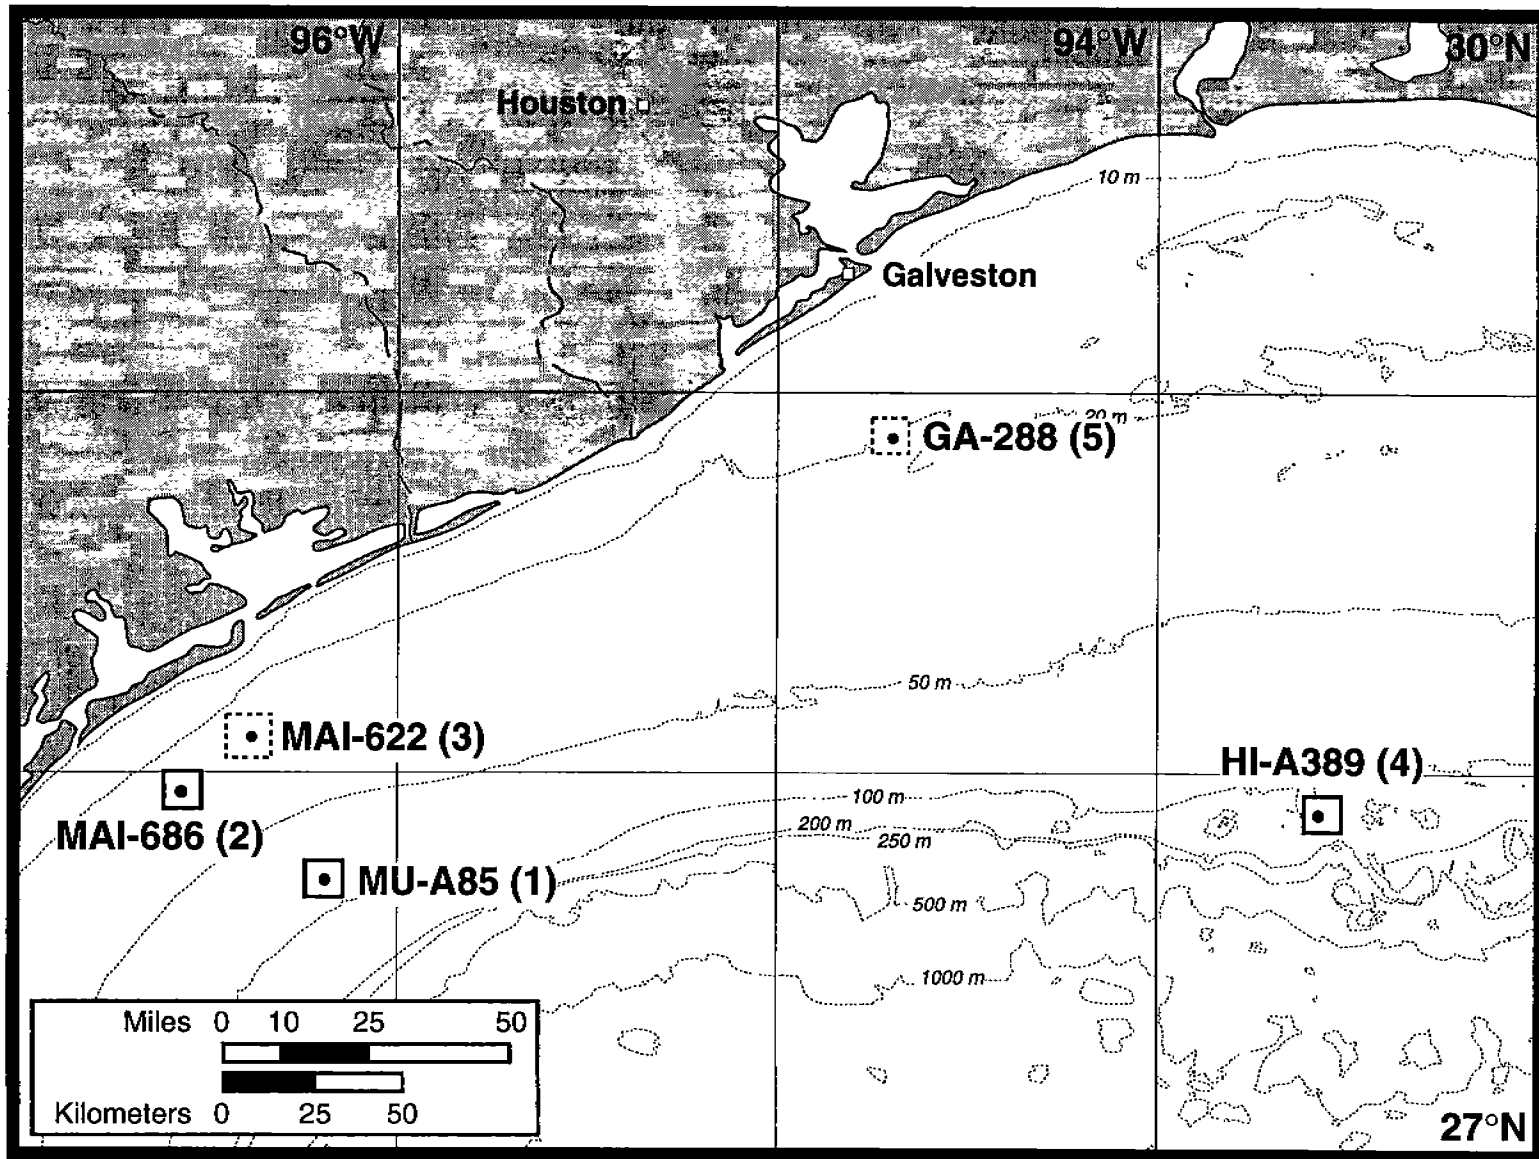 96°W
94°W
30°N
Houston
10 m
Galveston
20 m
GA-288 (5)
50 m
MAI-622 (3)
HI-A389 (4)
100 m
MAI-686 (2)
200 m
250 m
MU-A85 (1)
500 m
1000 m
Miles 0 10 25 50
Kilometers 0 25 50
27°N